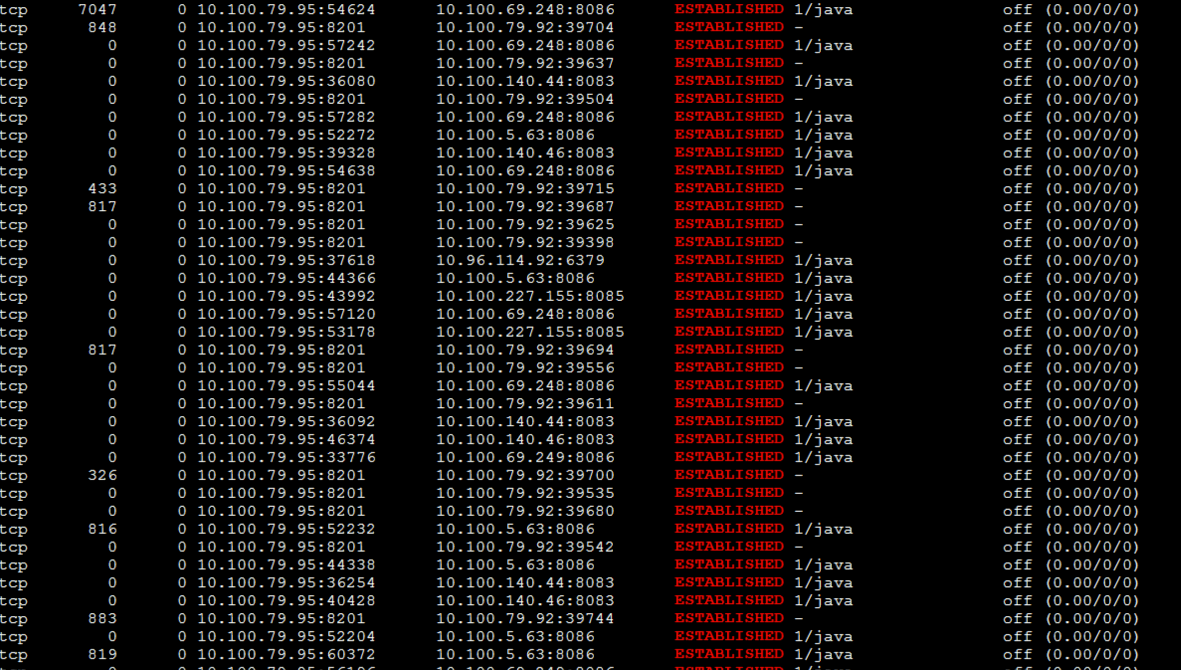 tcp 7047 0 10.100.79.95:54624 10.100.69.248:8086 ESTABLISHED 1/java off (0.00/0/0)
tcp 848 0 10.100.79.95:8201 10.100.79.92:39704 ESTABLISHED - off (0.00/0/0)
tcp 0 0 10.100.79.95:57242 10.100.69.248:8086 ESTABLISHED 1/java off (0.00/0/0)
tcp 0 0 10.100.79.95:8201 10.100.79.92:39637 ESTABLISHED - off (0.00/0/0)
tcp 0 0 10.100.79.95:36080 10.100.140.44:8083 ESTABLISHED 1/java off (0.00/0/0)
tcp 0 0 10.100.79.95:8201 10.100.79.92:39504 ESTABLISHED - off (0.00/0/0)
tcp 0 0 10.100.79.95:57282 10.100.69.248:8086 ESTABLISHED 1/java off (0.00/0/0)
tcp 0 0 10.100.79.95:52272 10.100.5.63:8086 ESTABLISHED 1/java off (0.00/0/0)
tcp 0 0 10.100.79.95:39328 10.100.140.46:8083 ESTABLISHED 1/java off (0.00/0/0)
tcp 0 0 10.100.79.95:54638 10.100.69.248:8086 ESTABLISHED 1/java off (0.00/0/0)
tcp 433 0 10.100.79.95:8201 10.100.79.92:39715 ESTABLISHED - off (0.00/0/0)
tcp 817 0 10.100.79.95:8201 10.100.79.92:39687 ESTABLISHED - off (0.00/0/0)
tcp 0 0 10.100.79.95:8201 10.100.79.92:39625 ESTABLISHED - off (0.00/0/0)
tcp 0 0 10.100.79.95:8201 10.100.79.92:39398 ESTABLISHED - off (0.00/0/0)
tcp 0 0 10.100.79.95:37618 10.96.114.92:6379 ESTABLISHED 1/java off (0.00/0/0)
tcp 0 0 10.100.79.95:44366 10.100.5.63:8086 ESTABLISHED 1/java off (0.00/0/0)
tcp 0 0 10.100.79.95:43992 10.100.227.155:8085 ESTABLISHED 1/java off (0.00/0/0)
tcp 0 0 10.100.79.95:57120 10.100.69.248:8086 ESTABLISHED 1/java off (0.00/0/0)
tcp 0 0 10.100.79.95:53178 10.100.227.155:8085 ESTABLISHED 1/java off (0.00/0/0)
tcp 817 0 10.100.79.95:8201 10.100.79.92:39694 ESTABLISHED - off (0.00/0/0)
tcp 0 0 10.100.79.95:8201 10.100.79.92:39556 ESTABLISHED - off (0.00/0/0)
tcp 0 0 10.100.79.95:55044 10.100.69.248:8086 ESTABLISHED 1/java off (0.00/0/0)
tcp 0 0 10.100.79.95:8201 10.100.79.92:39611 ESTABLISHED - off (0.00/0/0)
tcp 0 0 10.100.79.95:36092 10.100.140.44:8083 ESTABLISHED 1/java off (0.00/0/0)
tcp 0 0 10.100.79.95:46374 10.100.140.46:8083 ESTABLISHED 1/java off (0.00/0/0)
tcp 0 0 10.100.79.95:33776 10.100.69.249:8086 ESTABLISHED 1/java off (0.00/0/0)
tcp 326 0 10.100.79.95:8201 10.100.79.92:39700 ESTABLISHED - off (0.00/0/0)
tcp 0 0 10.100.79.95:8201 10.100.79.92:39535 ESTABLISHED - off (0.00/0/0)
tcp 0 0 10.100.79.95:8201 10.100.79.92:39680 ESTABLISHED - off (0.00/0/0)
tcp 816 0 10.100.79.95:52232 10.100.5.63:8086 ESTABLISHED 1/java off (0.00/0/0)
tcp 0 0 10.100.79.95:8201 10.100.79.92:39542 ESTABLISHED - off (0.00/0/0)
tcp 0 0 10.100.79.95:44338 10.100.5.63:8086 ESTABLISHED 1/java off (0.00/0/0)
tcp 0 0 10.100.79.95:36254 10.100.140.44:8083 ESTABLISHED 1/java off (0.00/0/0)
tcp 0 0 10.100.79.95:40428 10.100.140.46:8083 ESTABLISHED 1/java off (0.00/0/0)
tcp 883 0 10.100.79.95:8201 10.100.79.92:39744 ESTABLISHED - off (0.00/0/0)
tcp 0 0 10.100.79.95:52204 10.100.5.63:8086 ESTABLISHED 1/java off (0.00/0/0)
tcp 819 0 10.100.79.95:60372 10.100.5.63:8086 ESTABLISHED 1/java off (0.00/0/0)